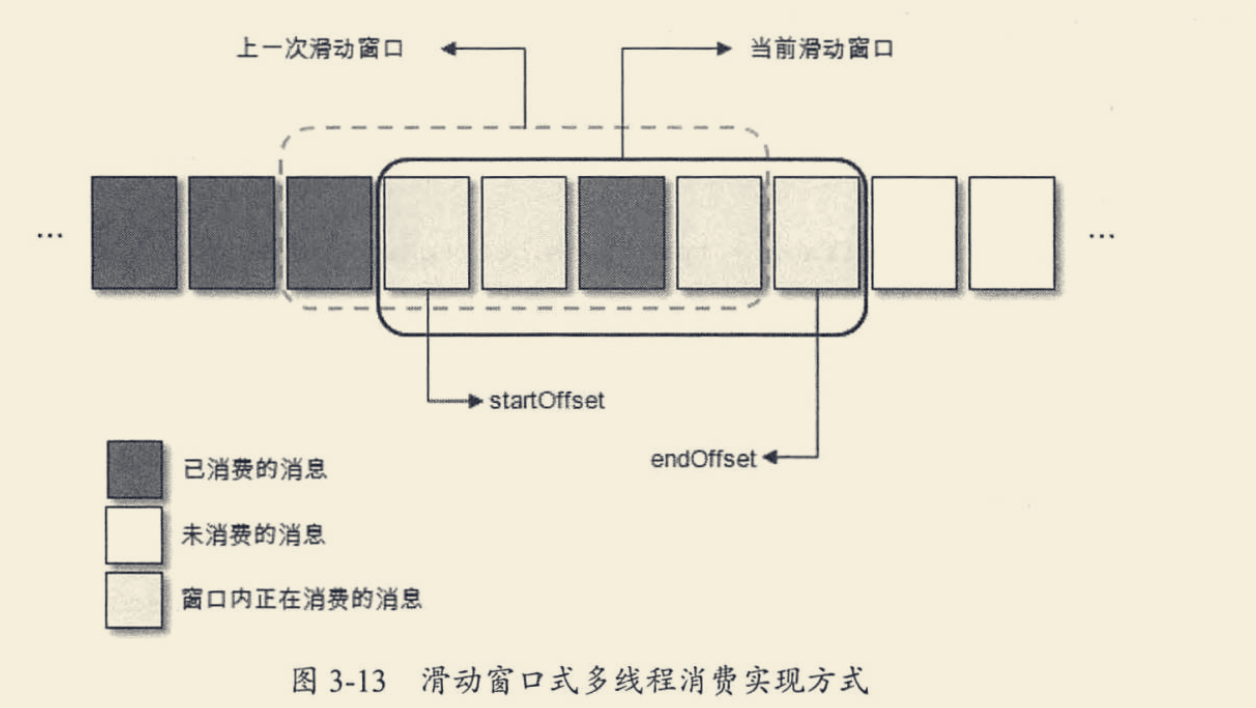 上一次滑动窗口
当前滑动窗口
...
...
startOffset
endOffset
已消费的消息
未消费的消息
窗口内正在消费的消息
图 3-13 滑动窗口式多线程消费实现方式